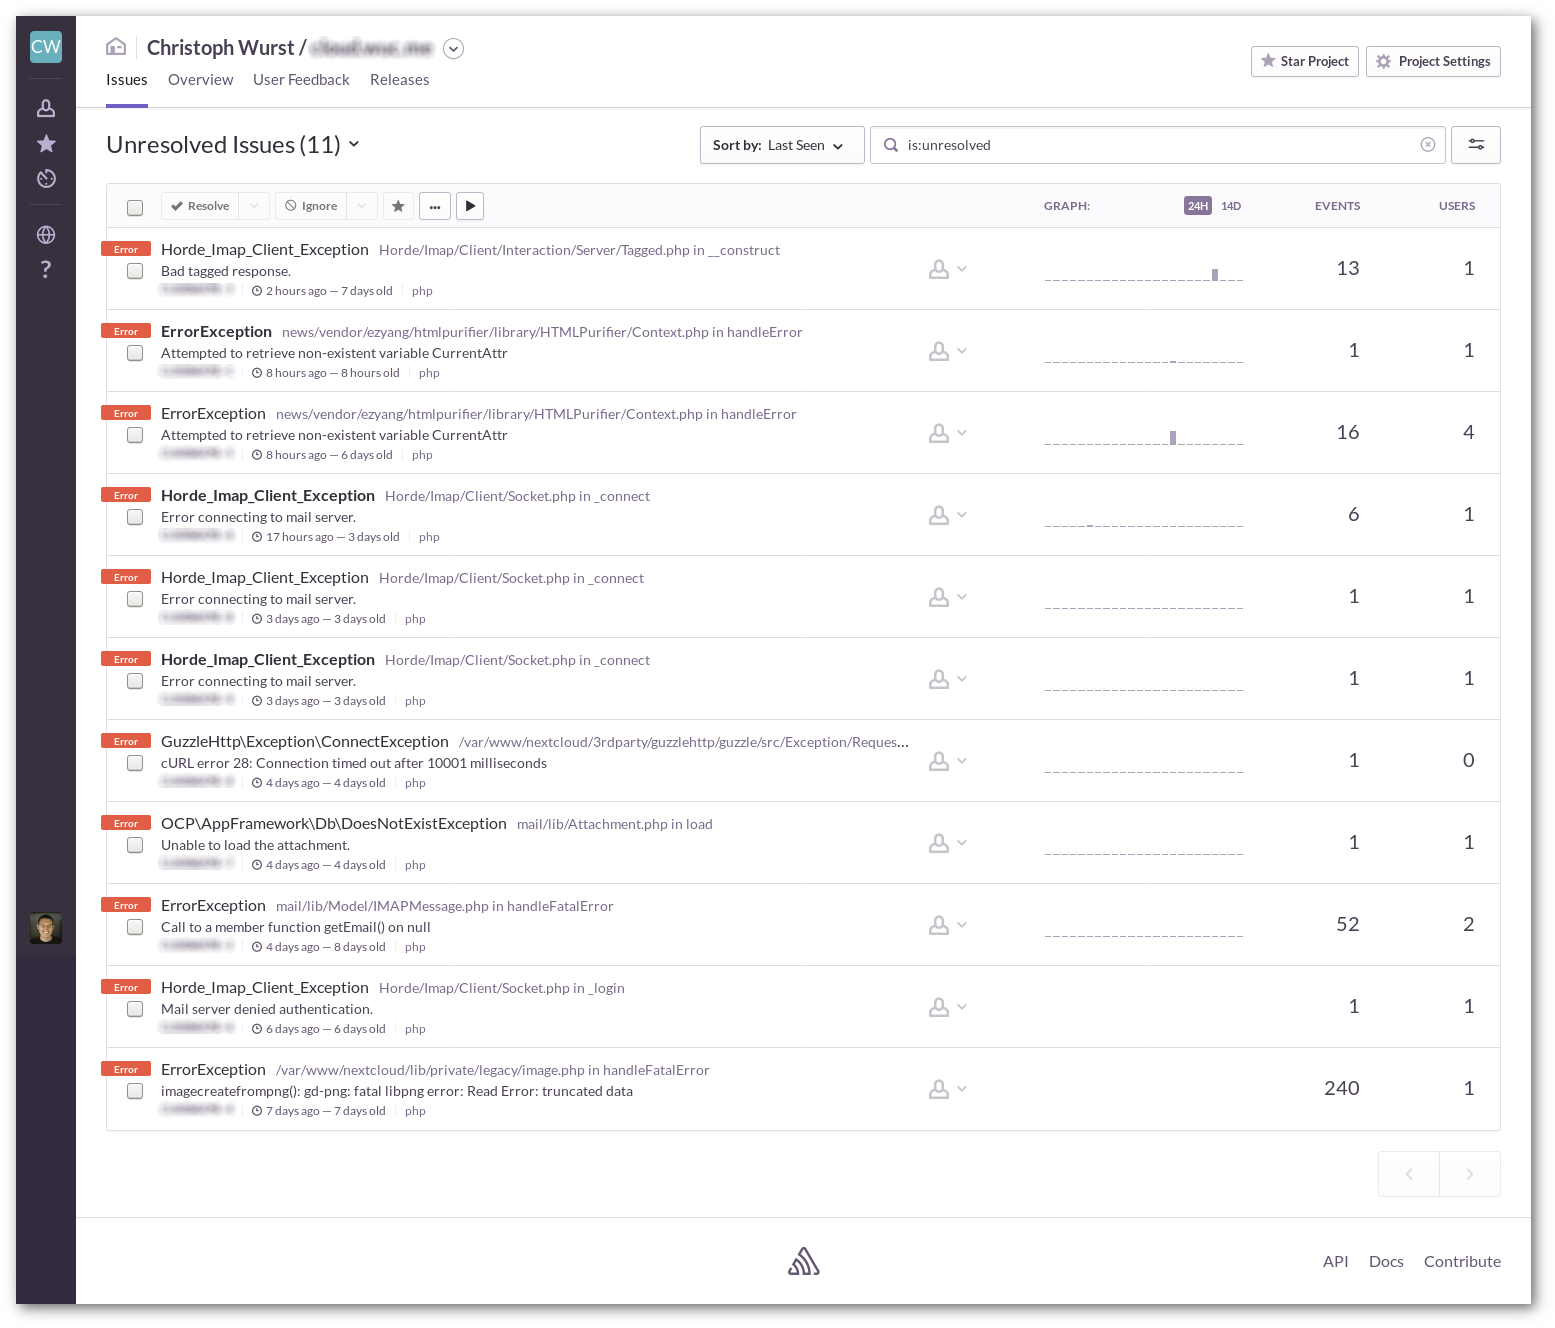 CW
Christoph Wurst /
Star Project
Project Settings
Issues Overview User Feedback Releases
Unresolved Issues (11)
Sort by: Last Seen
is:unresolved
Resolve Ignore ... GRAPH: 24H 14D EVENTS USERS
?
Error Horde_Imap_Client_Exception Horde/Imap/Client/Interaction/Server/Tagged.php in __construct
Bad tagged response. 13 1
2 hours ago — 7 days old php
Error ErrorException news/vendor/ezyang/htmlpurifier/library/HTMLPurifier/Context.php in handleError
Attempted to retrieve non-existent variable CurrentAttr 1 1
8 hours ago — 8 hours old php
Error ErrorException news/vendor/ezyang/htmlpurifier/library/HTMLPurifier/Context.php in handleError
Attempted to retrieve non-existent variable CurrentAttr 16 4
8 hours ago — 6 days old php
Error Horde_Imap_Client_Exception Horde/Imap/Client/Socket.php in _connect
Error connecting to mail server. 6 1
17 hours ago — 3 days old php
Error Horde_Imap_Client_Exception Horde/Imap/Client/Socket.php in _connect
Error connecting to mail server. 1 1
3 days ago — 3 days old php
Error Horde_Imap_Client_Exception Horde/Imap/Client/Socket.php in _connect
Error connecting to mail server. 1 1
3 days ago — 3 days old php
Error GuzzleHttp\Exception\ConnectException /var/www/nextcloud/3rdparty/guzzlehttp/guzzle/src/Exception/Reques...
cURL error 28: Connection timed out after 10001 milliseconds 1 0
4 days ago — 4 days old php
Error OCP\AppFramework\Db\DoesNotExistException mail/lib/Attachment.php in load
Unable to load the attachment. 1 1
4 days ago — 4 days old php
Error ErrorException mail/lib/Model/IMAPMessage.php in handleFatalError
Call to a member function getEmail() on null 52 2
4 days ago — 8 days old php
Error Horde_Imap_Client_Exception Horde/Imap/Client/Socket.php in _login
Mail server denied authentication. 1 1
6 days ago — 6 days old php
Error ErrorException /var/www/nextcloud/lib/private/legacy/image.php in handleFatalError
imagecreatefrompng(): gd-png: fatal libpng error: Read Error: truncated data 240 1
7 days ago — 7 days old php
API Docs Contribute